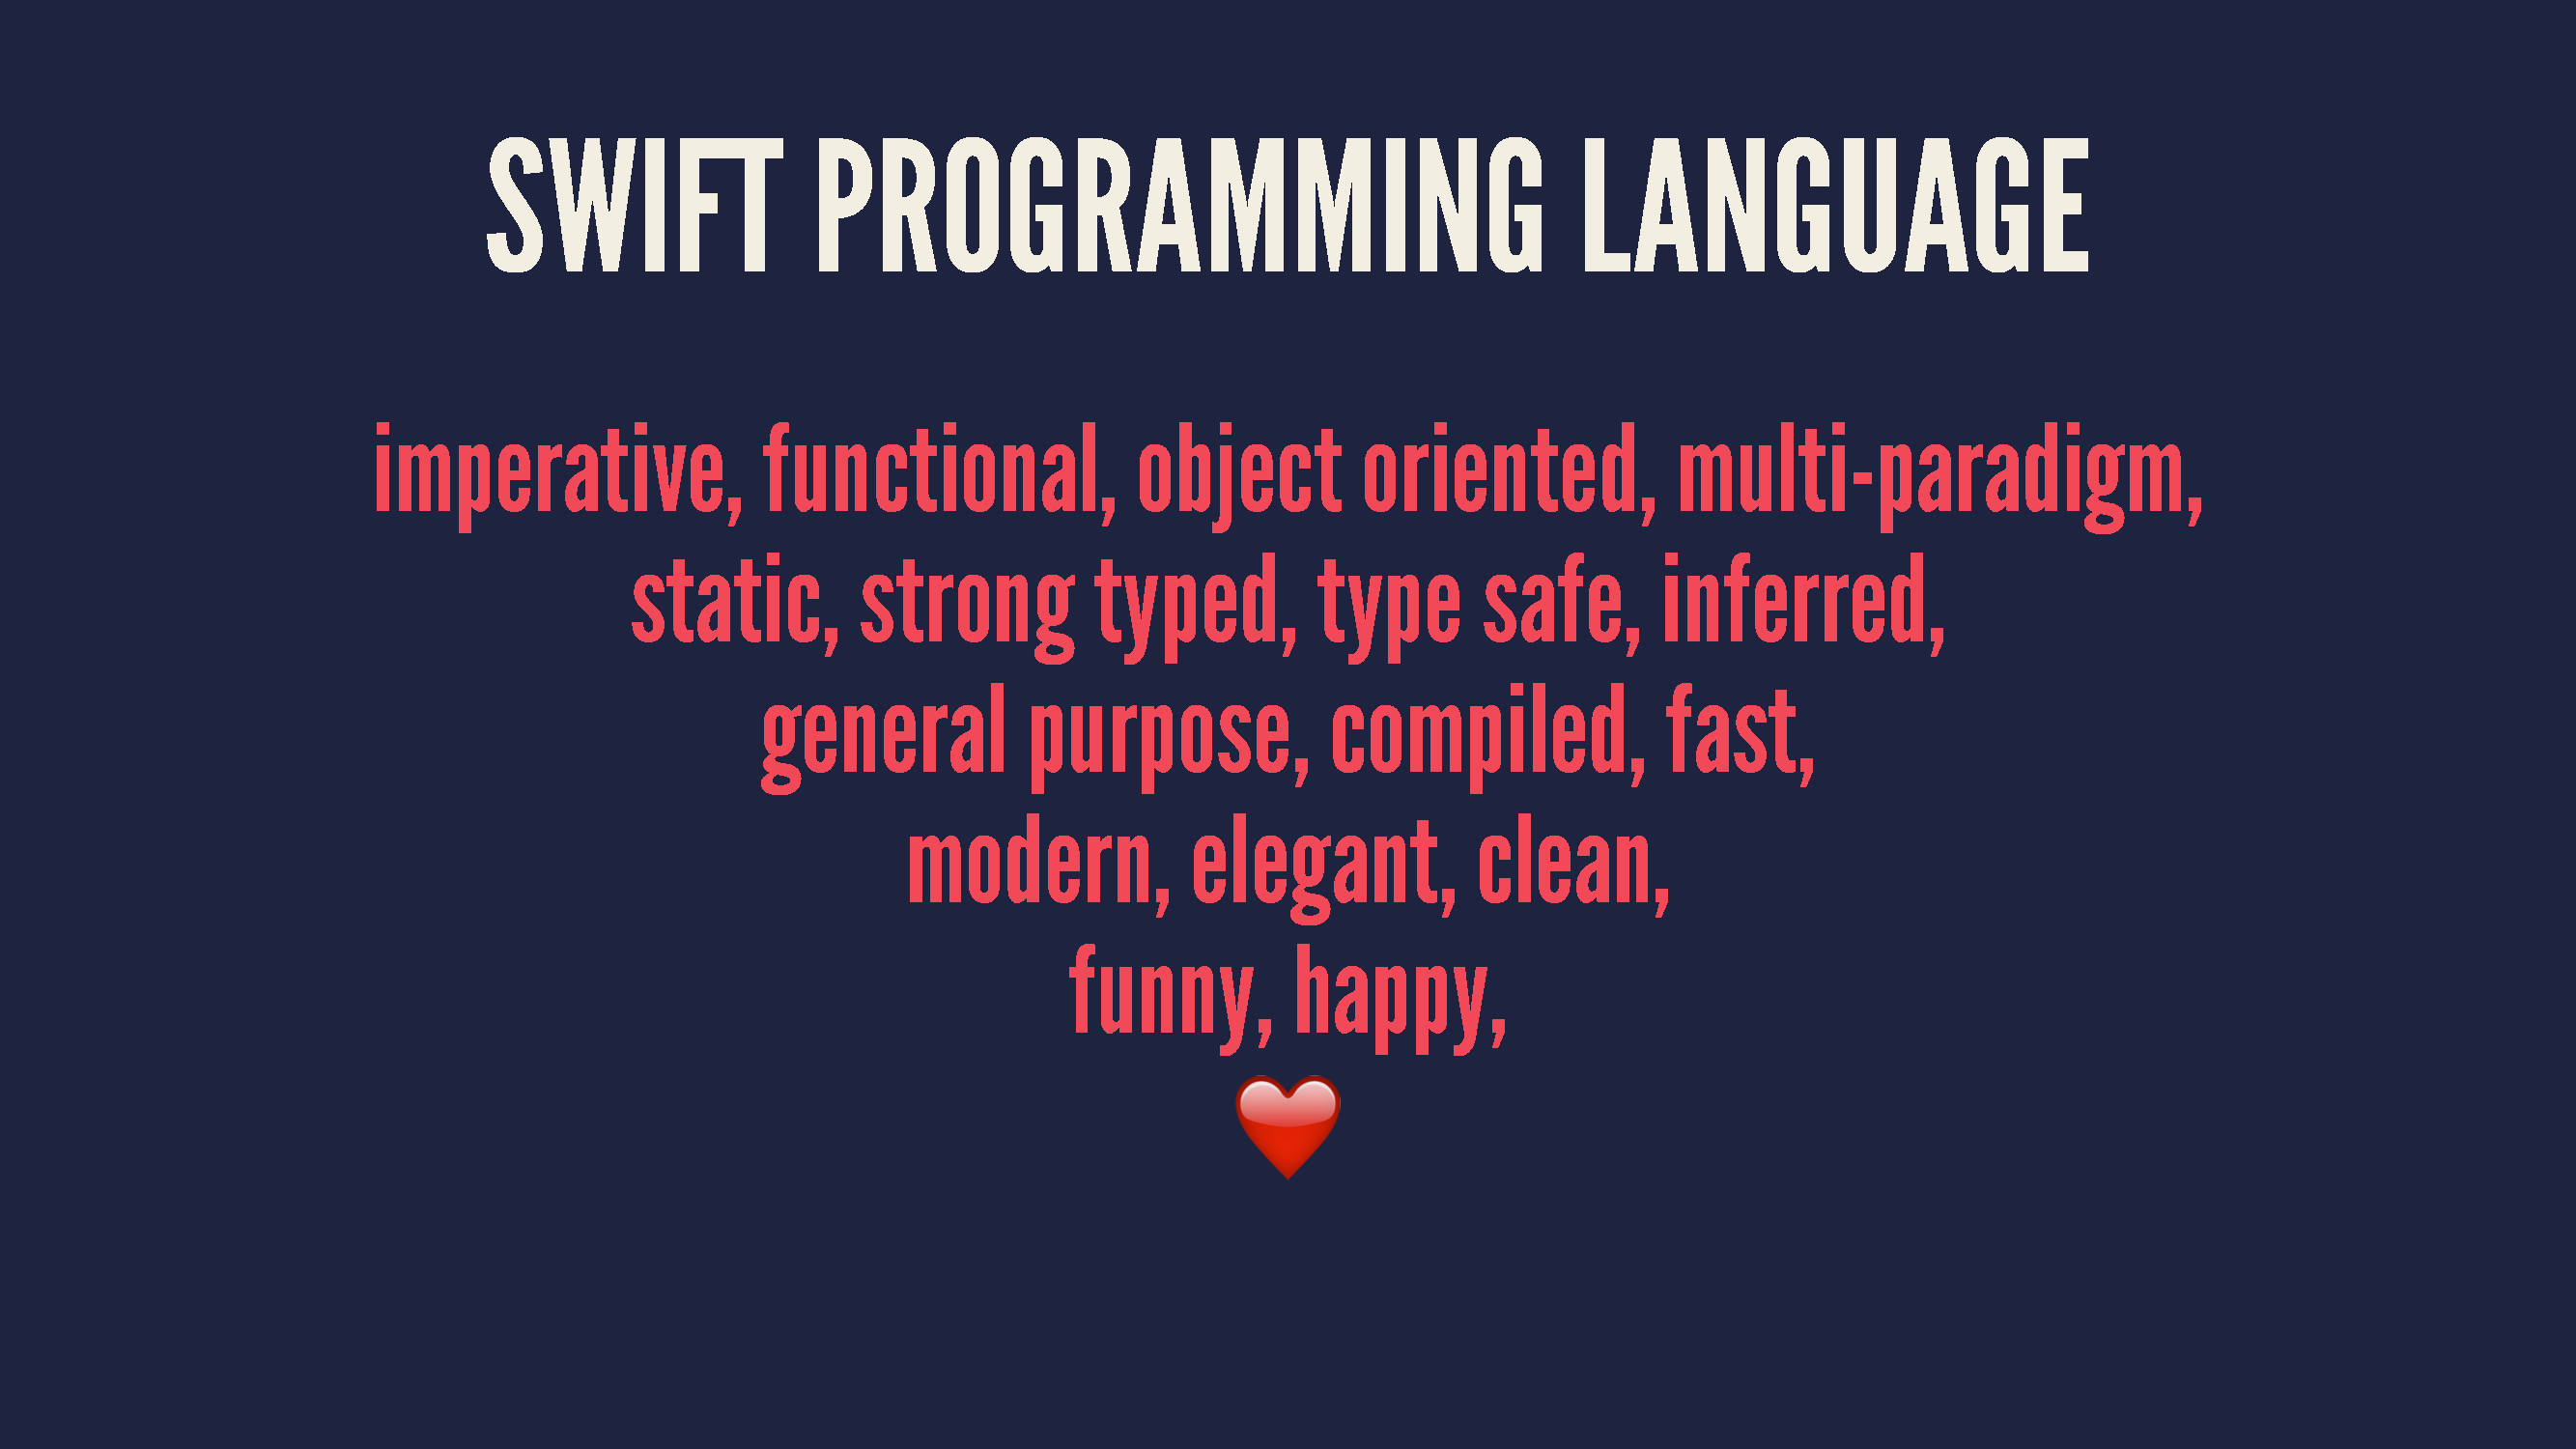 SWIFT PROGRAMMING LANGUAGE
imperative, functional, object oriented, multi-paradigm,
static, strong typed, type safe, inferred,
general purpose, compiled, fast,
modern, elegant, clean,
funny, happy,
❤️